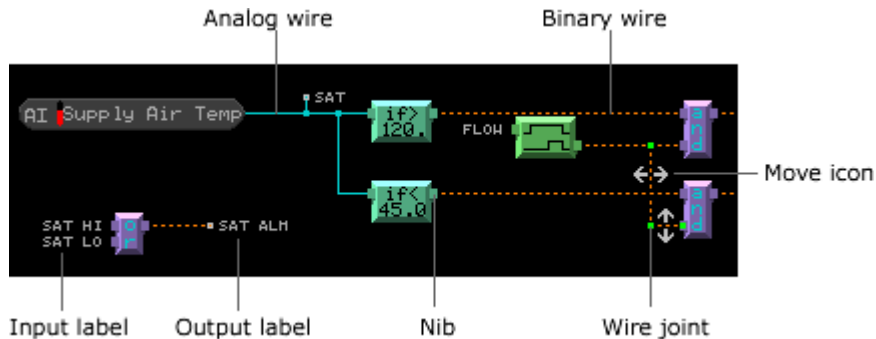 Analog wire
Binary wire
SAT
AI Supply Air Temp
if>
120.
FLOW
and
Move icon
if<
45.0
and
SAT HI
SAT LO
or
SAT ALM
Input label
Output label
Nib
Wire joint